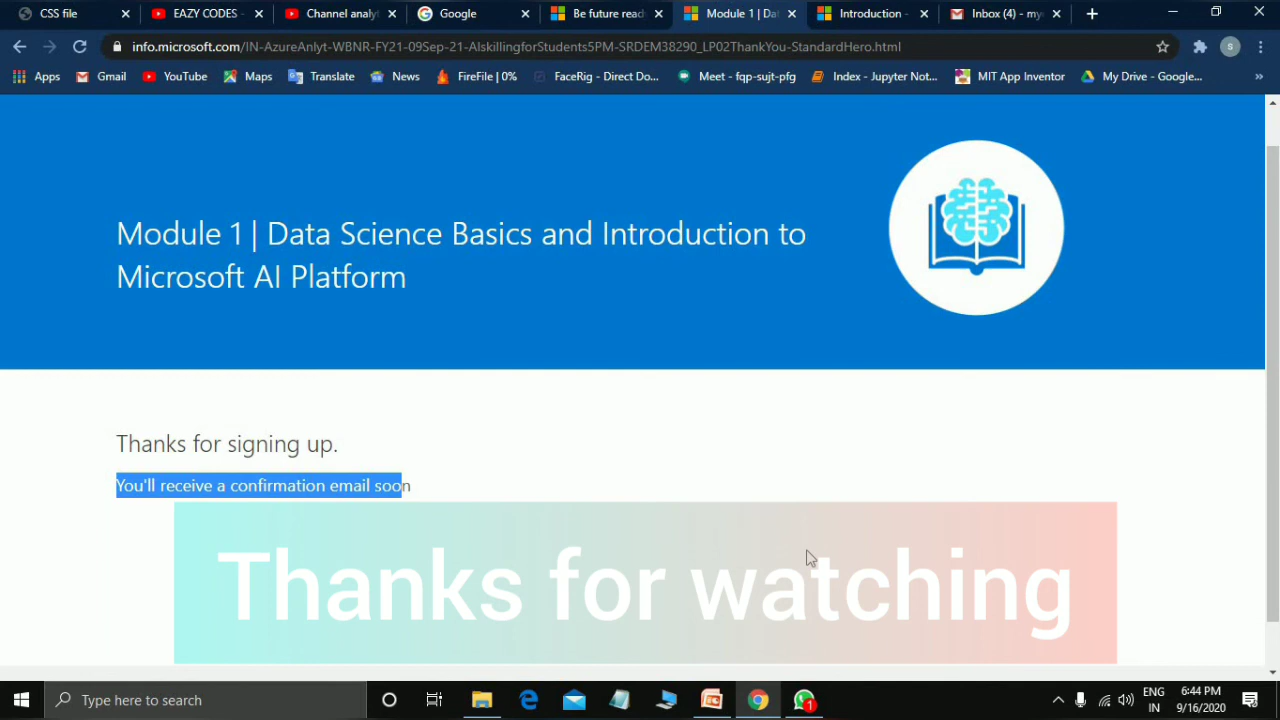 CSS file
EAZY CODES -
Channel analyt
Google
Be future read
Module 1 | Dat
Introduction -
Inbox (4) - mye
info.microsoft.com/IN-AzureAnlyt-WBNR-FY21-09Sep-21-AIskillingforStudents5PM-SRDEM38290_LP02ThankYou-StandardHero.html
S
Apps
Gmail
YouTube
Maps
Translate
News
FireFile | 0%
FaceRig - Direct Do...
Meet - fqp-sujt-pfg
Index - Jupyter Not...
MIT App Inventor
My Drive - Google...
»
Module 1 | Data Science Basics and Introduction to
Microsoft AI Platform
Thanks for signing up.
You'll receive a confirmation email soon
Thanks for watching
Type here to search
1
ENG
IN
6:44 PM
9/16/2020